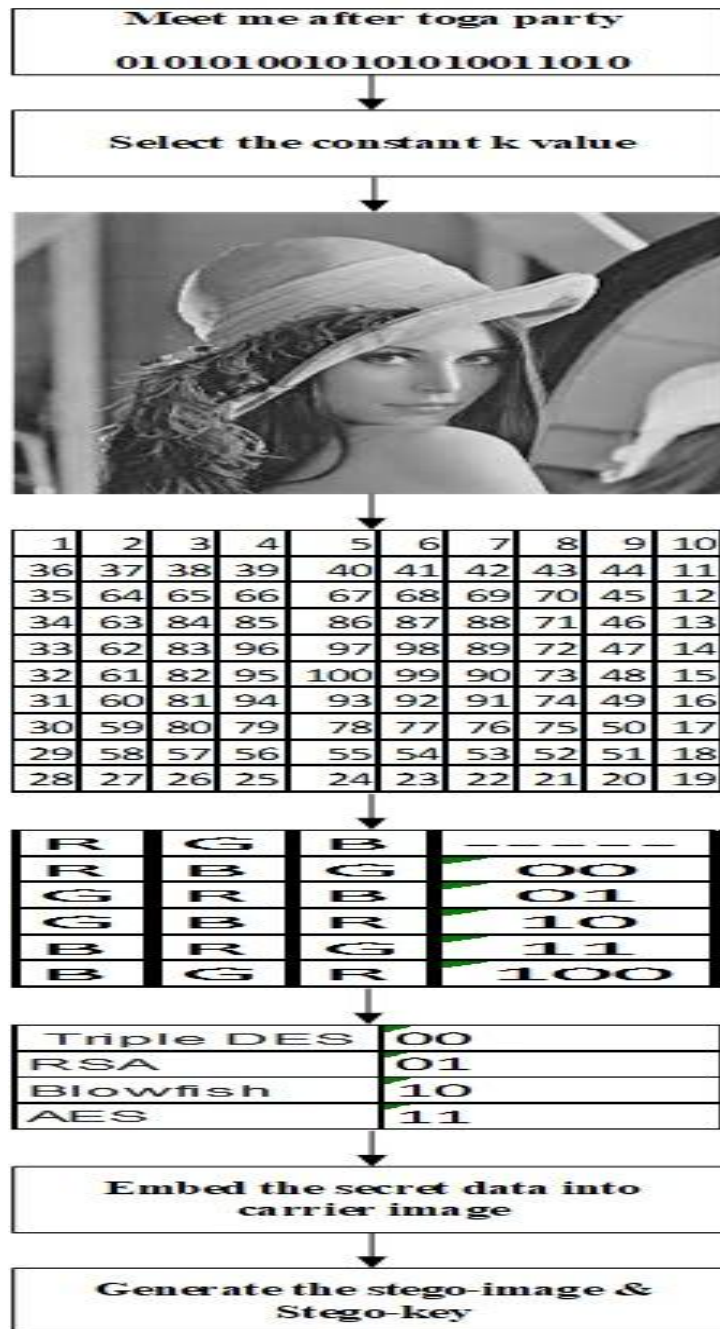 Meet me after toga party
0101010010101010011010
Select the constant k value
1 2 3 4 5 6 7 8 9 10
36 37 38 39 40 41 42 43 44 11
35 64 65 66 67 68 69 70 45 12
34 63 84 85 86 87 88 71 46 13
33 62 83 96 97 98 89 72 47 14
32 61 82 95 100 99 90 73 48 15
31 60 81 94 93 92 91 74 49 16
30 59 80 79 78 77 76 75 50 17
29 58 57 56 55 54 53 52 51 18
28 27 26 25 24 23 22 21 20 19
R G B -----
R B G 00
G R B 01
G B R 10
B R G 11
B G R 100
Triple DES 00
RSA 01
Blowfish 10
AES 11
Embed the secret data into
carrier image
Generate the stego-image &
Stego-key